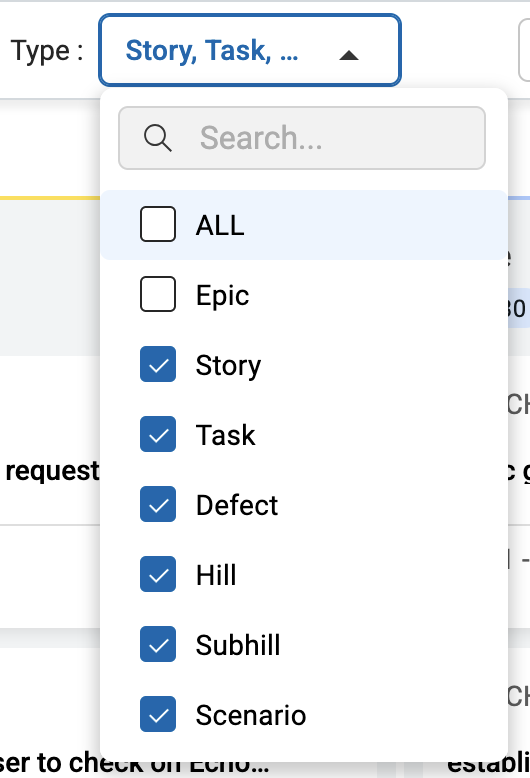 Type : Story, Task, ...
Search...
ALL
Epic
30
Story
CH
request
Task
Defect
Hill
Subhill
CH
Scenario
ser to check on Echo...
establi